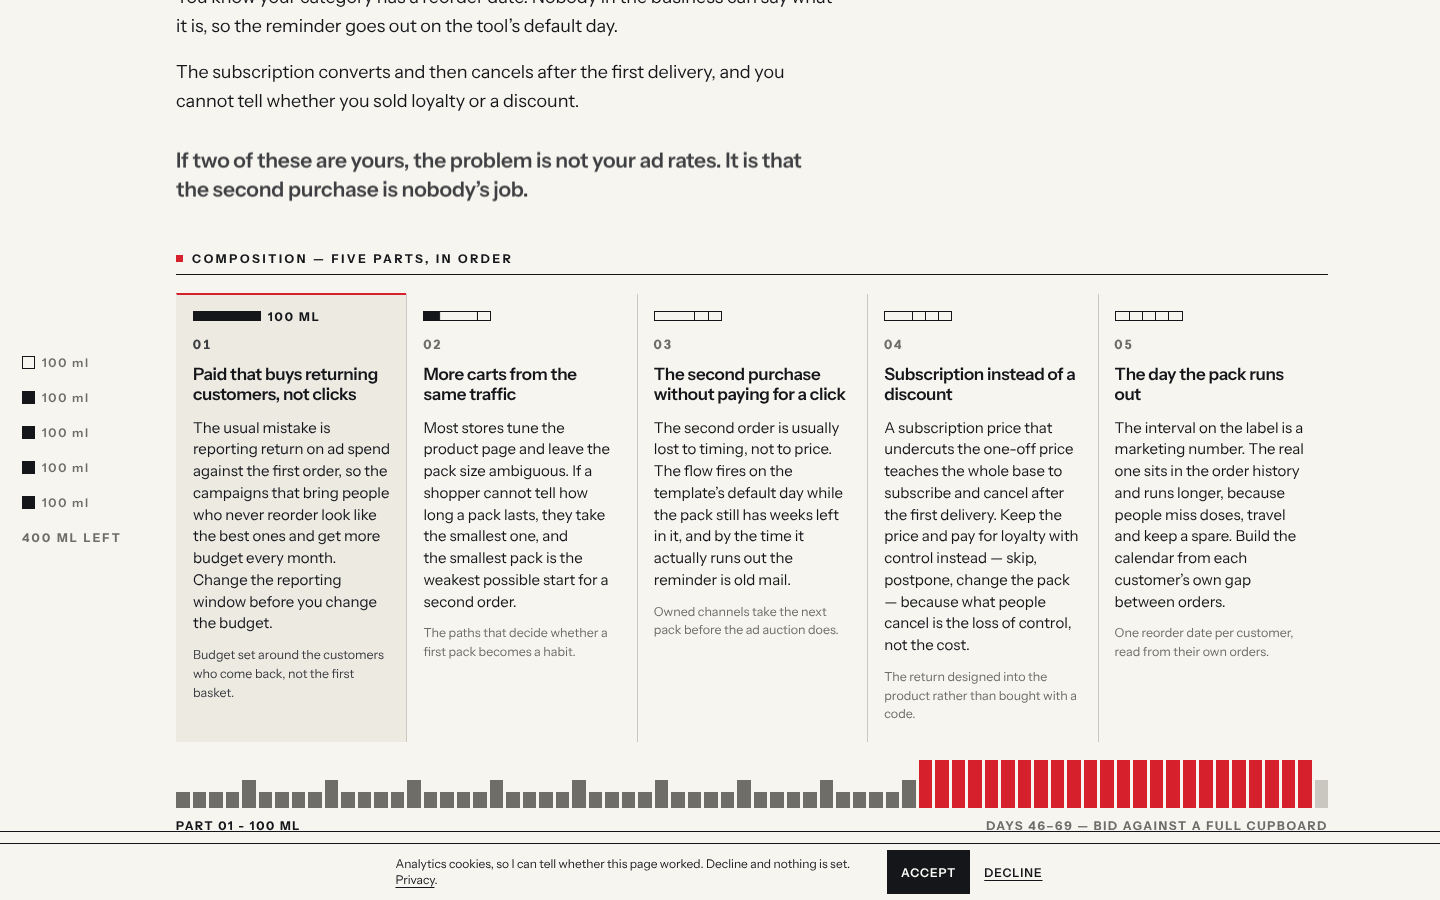 You know your category has a reorder date. Nobody in the business can say what
it is, so the reminder goes out on the tool’s default day.
The subscription converts and then cancels after the first delivery, and you
cannot tell whether you sold loyalty or a discount.
If two of these are yours, the problem is not your ad rates. It is that
the second purchase is nobody’s job.
COMPOSITION — FIVE PARTS, IN ORDER
100 ml
100 ml
100 ml
100 ml
100 ml
400 ML LEFT
100 ML
01
Paid that buys returning
customers, not clicks
The usual mistake is
reporting return on ad spend
against the first order, so the
campaigns that bring people
who never reorder look like
the best ones and get more
budget every month.
Change the reporting
window before you change
the budget.
Budget set around the customers
who come back, not the first
basket.
02
More carts from the
same traffic
Most stores tune the
product page and leave the
pack size ambiguous. If a
shopper cannot tell how
long a pack lasts, they take
the smallest one, and
the smallest pack is the
weakest possible start for a
second order.
The paths that decide whether a
first pack becomes a habit.
03
The second purchase
without paying for a click
The second order is usually
lost to timing, not to price.
The flow fires on the
template’s default day while
the pack still has weeks left
in it, and by the time it
actually runs out the
reminder is old mail.
Owned channels take the next
pack before the ad auction does.
04
Subscription instead of a
discount
A subscription price that
undercuts the one-off price
teaches the whole base to
subscribe and cancel after
the first delivery. Keep the
price and pay for loyalty with
control instead — skip,
postpone, change the pack
— because what people
cancel is the loss of control,
not the cost.
The return designed into the
product rather than bought with a
code.
05
The day the pack runs
out
The interval on the label is a
marketing number. The real
one sits in the order history
and runs longer, because
people miss doses, travel
and keep a spare. Build the
calendar from each
customer’s own gap
between orders.
One reorder date per customer,
read from their own orders.
PART 01 - 100 ML
DAYS 46–69 — BID AGAINST A FULL CUPBOARD
Analytics cookies, so I can tell whether this page worked. Decline and nothing is set.
Privacy.
ACCEPT
DECLINE